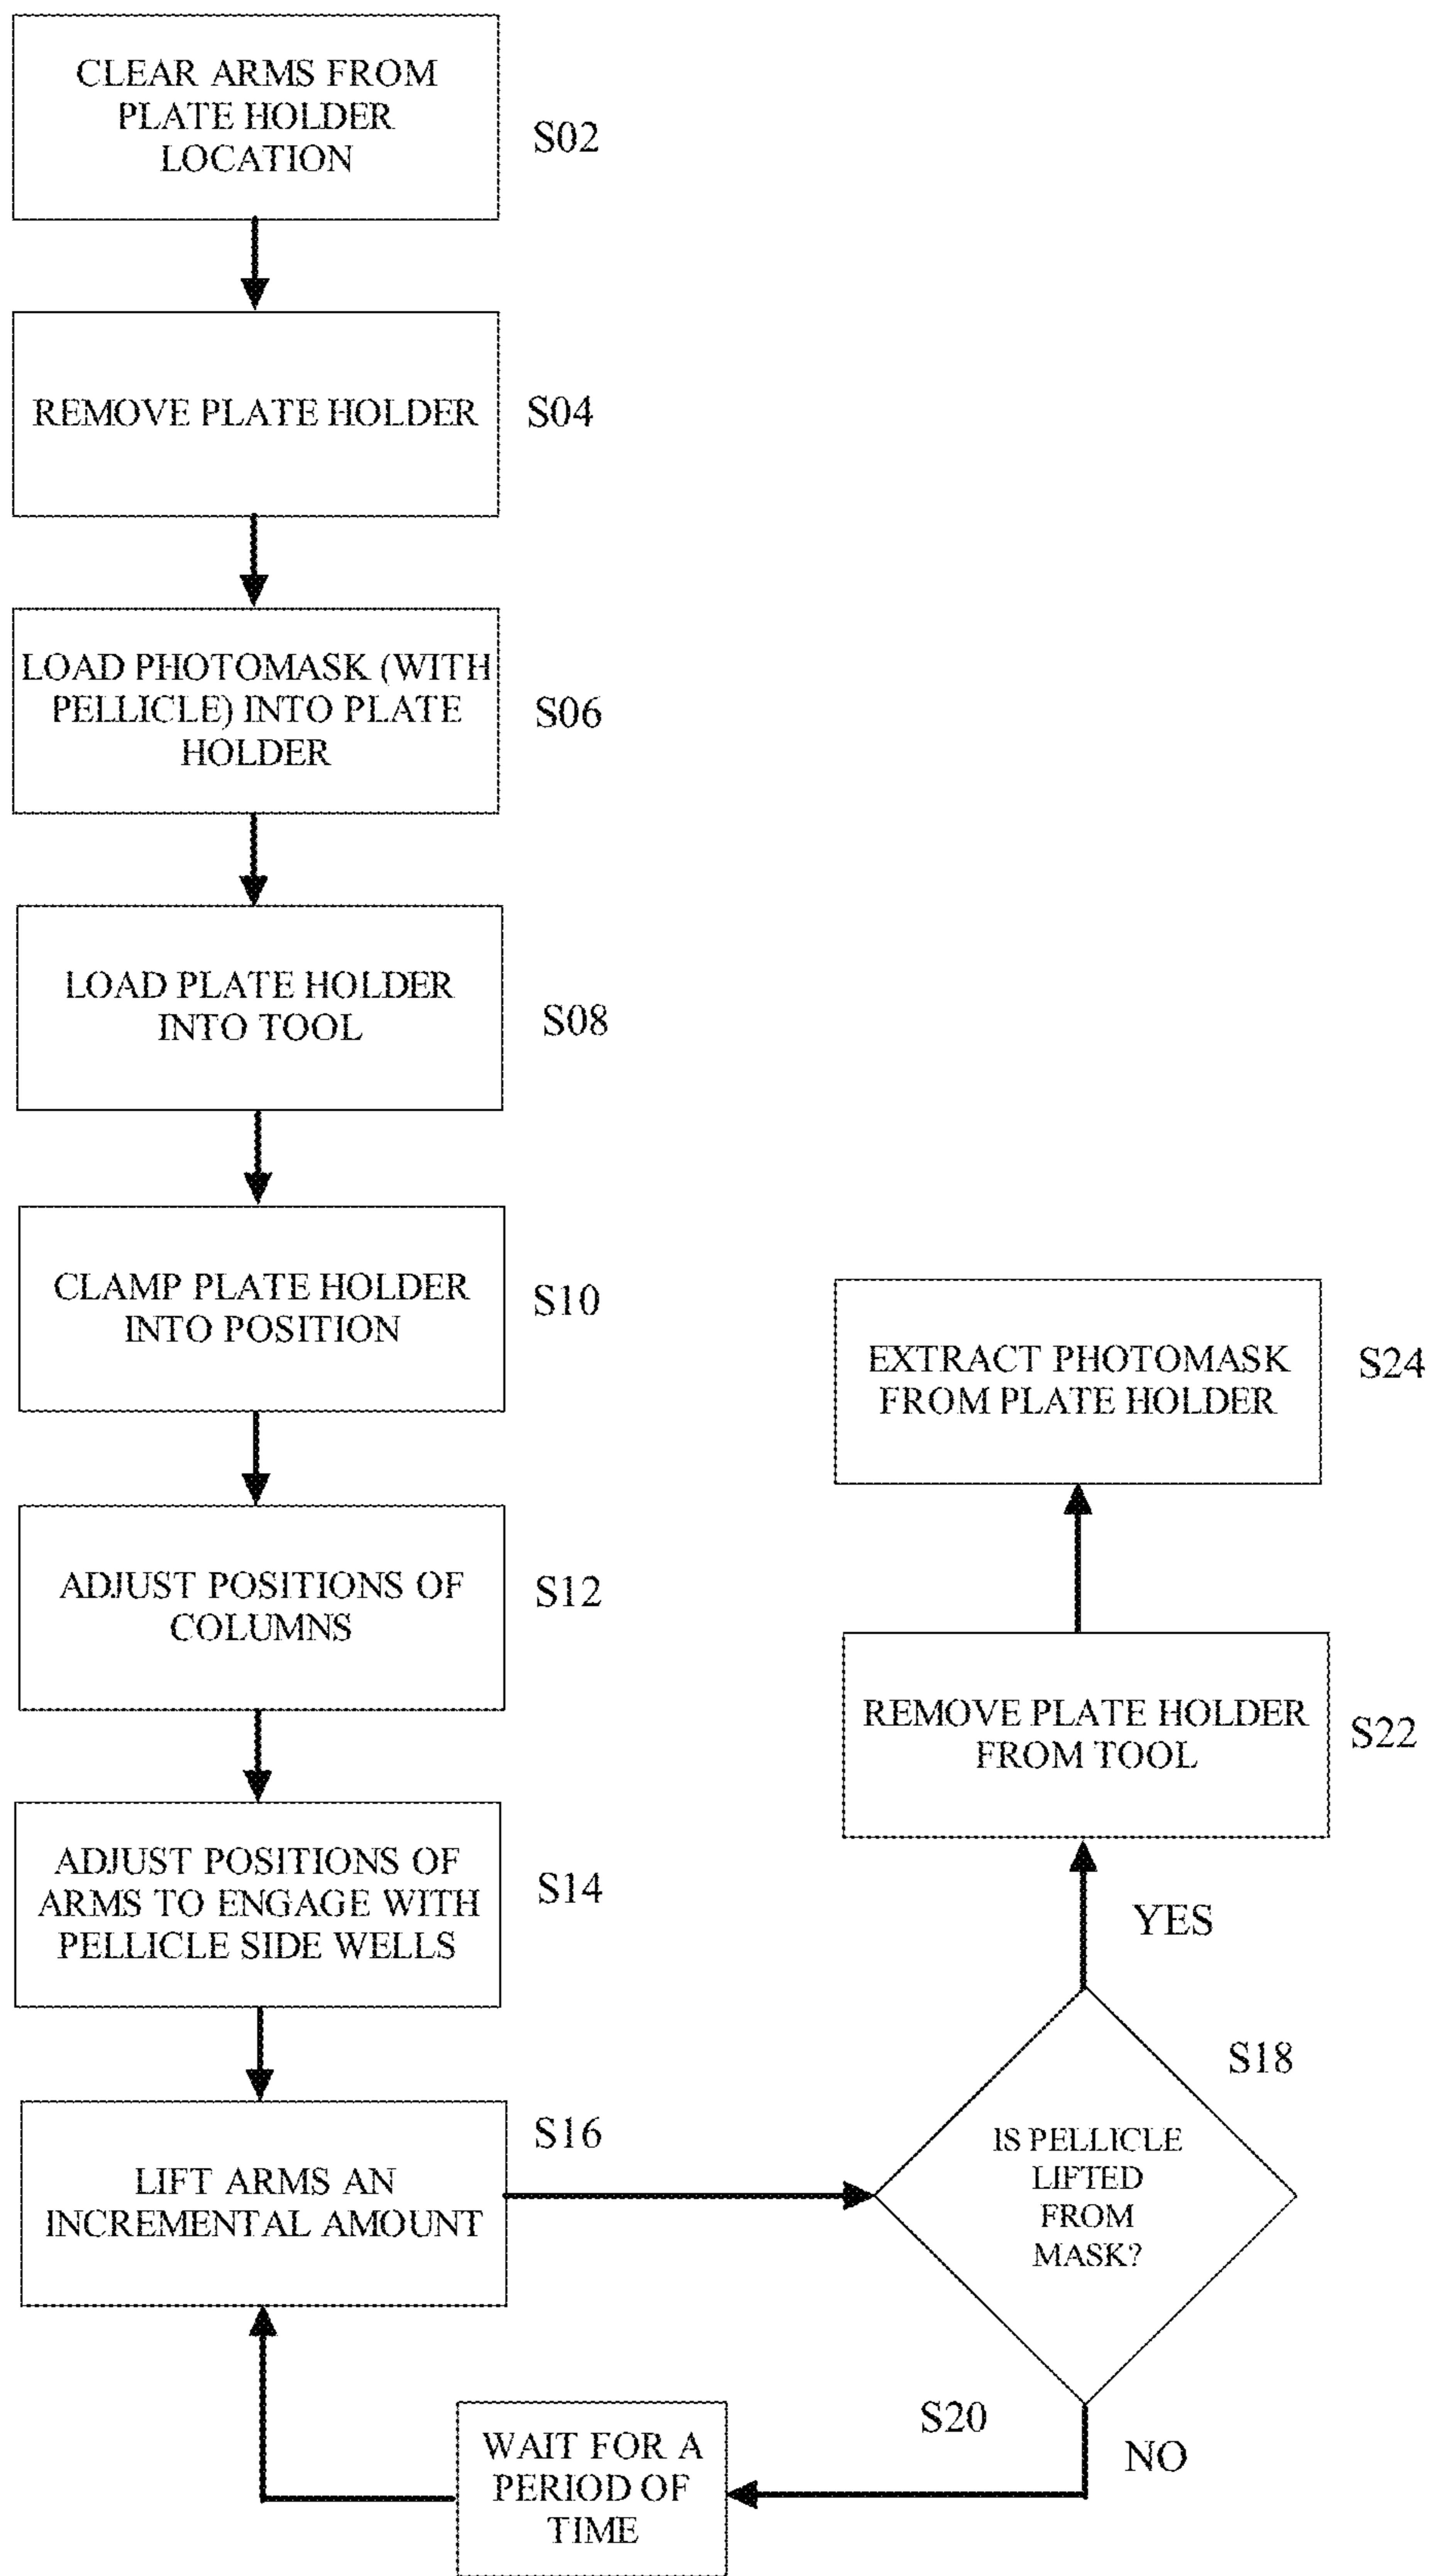 CLEAR ARMS FROM
PLATE HOLDER
LOCATION
S02
REMOVE PLATE HOLDER
S04
LOAD PHOTOMASK (WITH
PELLICLE) INTO PLATE
HOLDER
S06
LOAD PLATE HOLDER
INTO TOOL
S08
CLAMP PLATE HOLDER
INTO POSITION
S10
ADJUST POSITIONS OF
COLUMNS
S12
ADJUST POSITIONS OF
ARMS TO ENGAGE WITH
PELLICLE SIDE WELLS
S14
LIFT ARMS AN
INCREMENTAL AMOUNT
S16
IS PELLICLE
LIFTED
FROM
MASK?
S18
NO
S20
WAIT FOR A
PERIOD OF
TIME
YES
REMOVE PLATE HOLDER
FROM TOOL
S22
EXTRACT PHOTOMASK
FROM PLATE HOLDER
S24